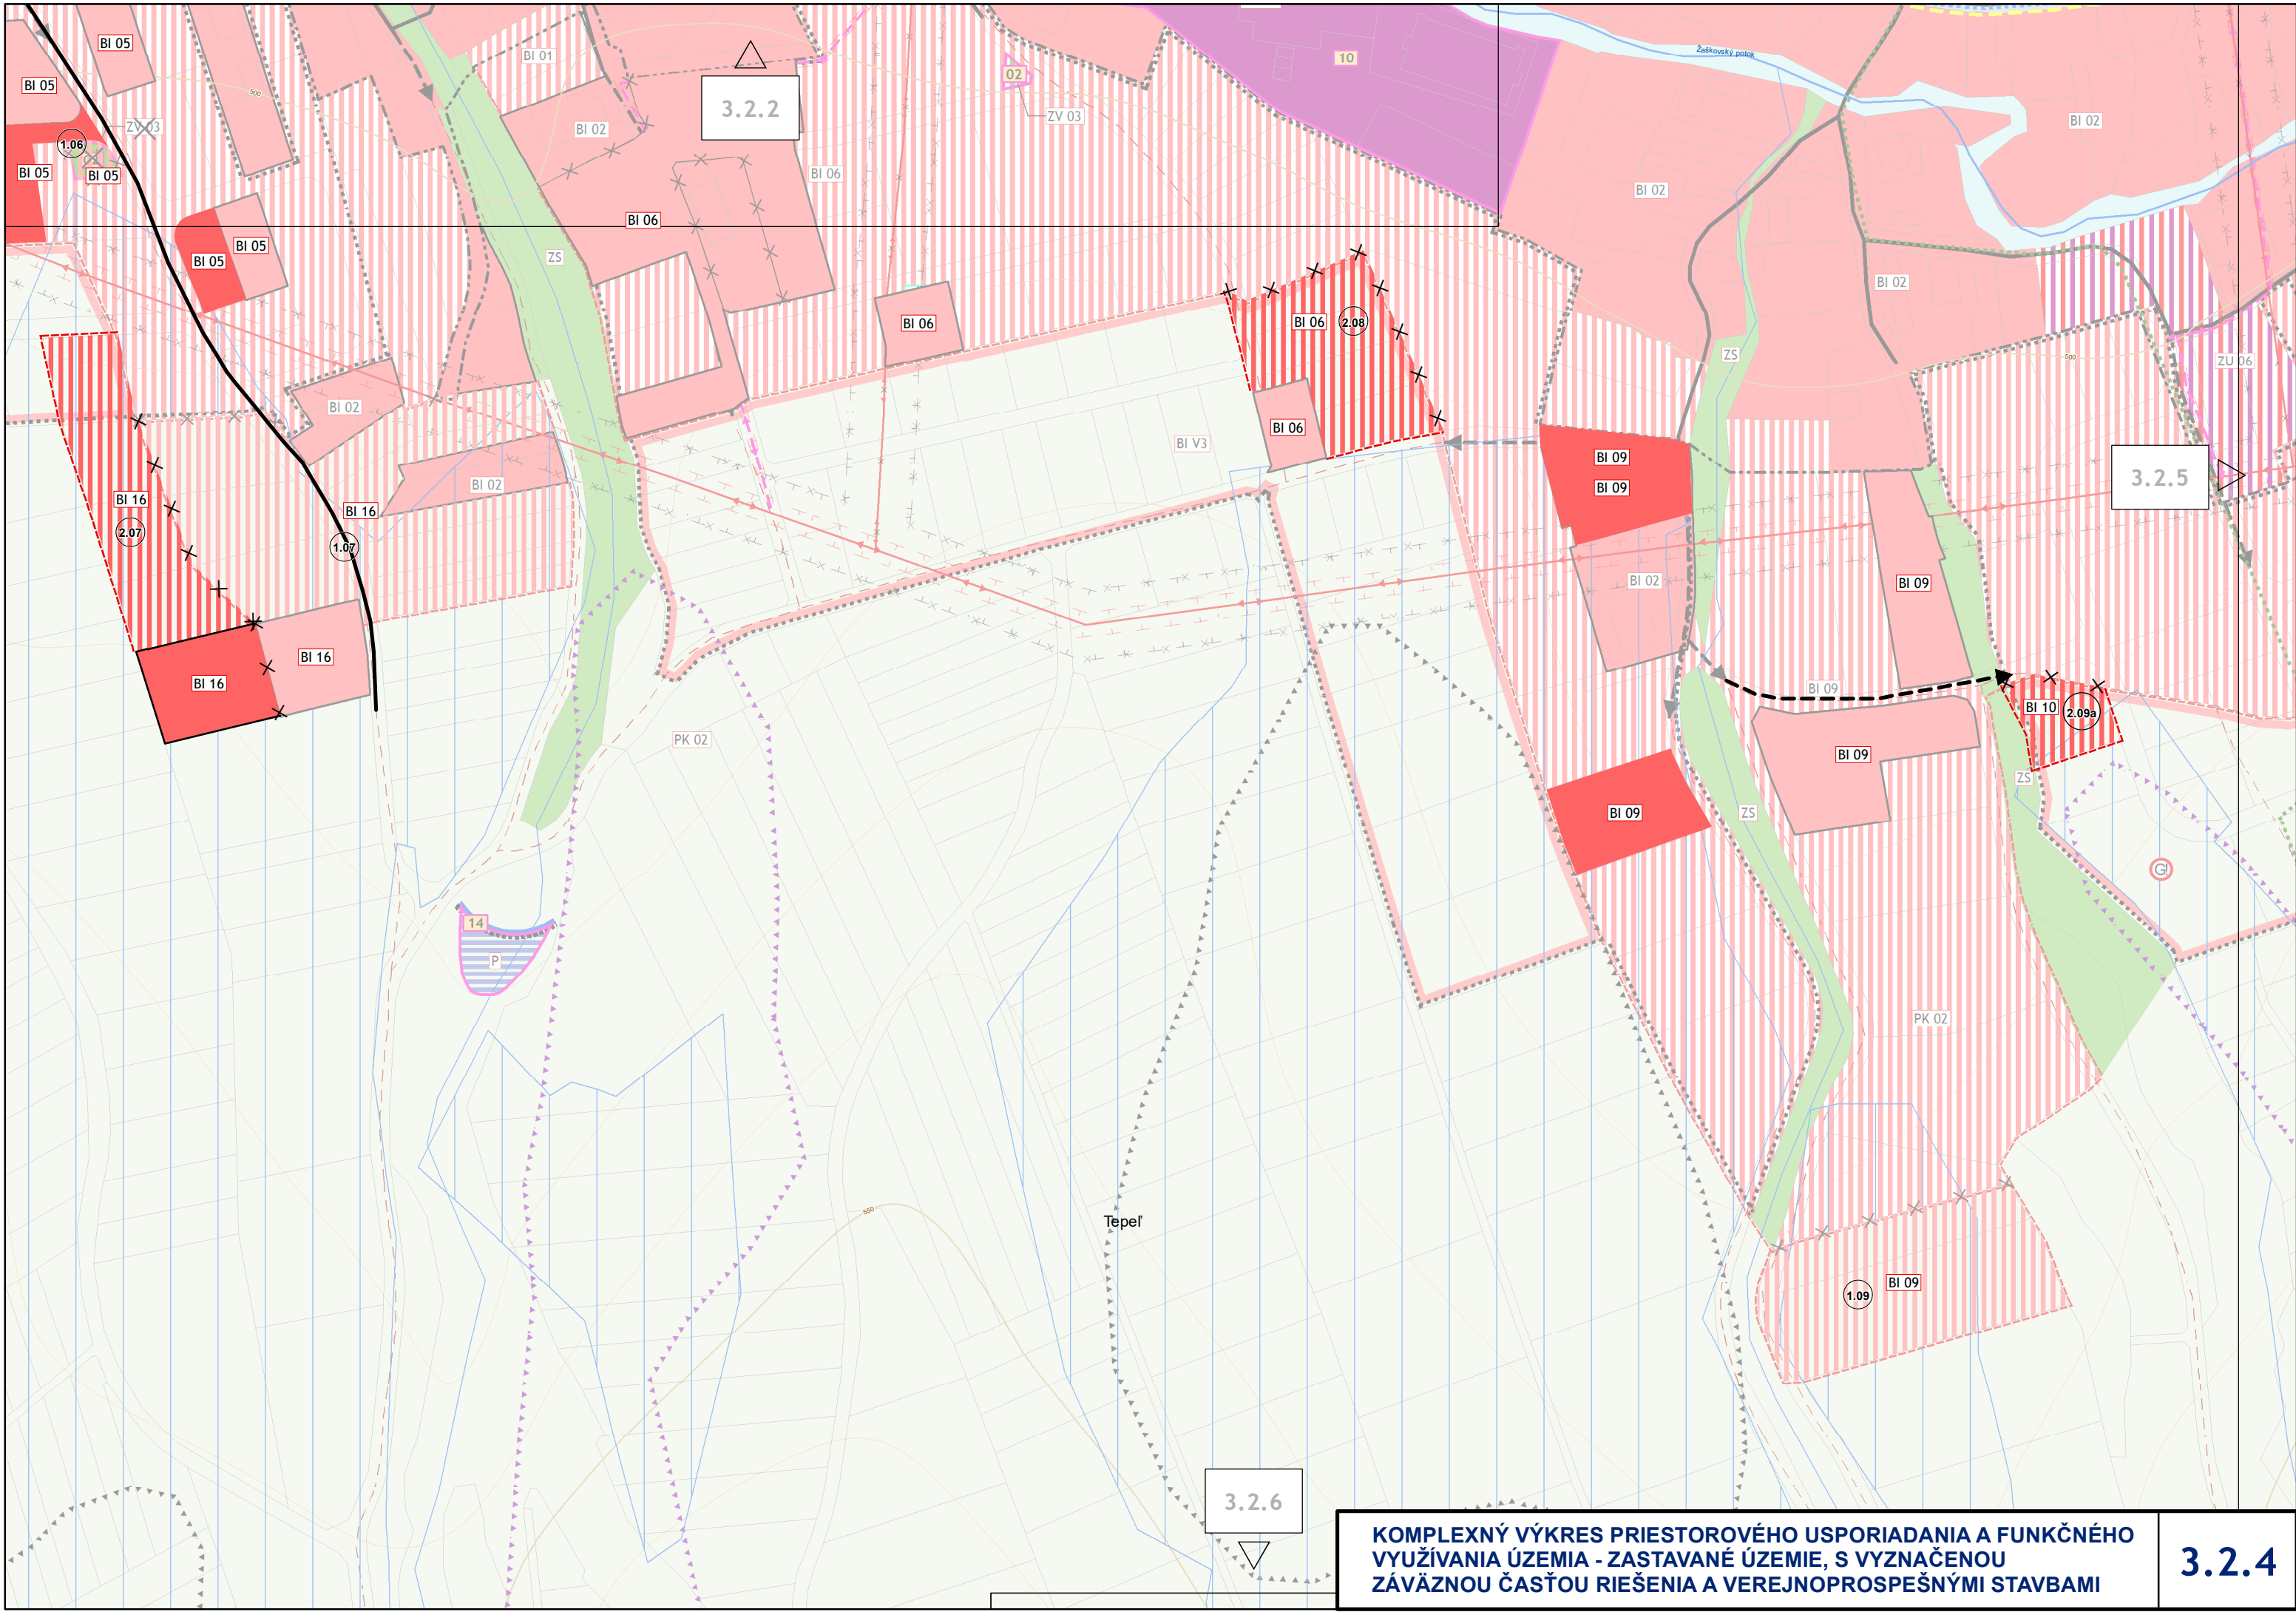 BI 05
BI 01
02
10
Žaškovský potok
BI 05
500
3.2.2
ZV 03
ZV 03
BI 02
BI 02
1.06
BI 05
BI 05
BI 06
BI 02
BI 06
BI 05
BI 05
ZS
BI 02
BI 06
BI 06
2.08
ZS
500
ZU 06
BI 02
BI 06
BI V3
BI 09
BI 09
3.2.5
BI 02
BI 16
BI 16
2.07
1.07
BI 02
BI 09
BI 16
BI 16
BI 09
BI 10
2.09a
PK 02
BI 09
ZS
BI 09
ZS
G!
14
P
PK 02
550
Tepeľ
BI 09
1.09
3.2.6
KOMPLEXNÝ VÝKRES PRIESTOROVÉHO USPORIADANIA A FUNKČNÉHO
VYUŽÍVANIA ÚZEMIA - ZASTAVANÉ ÚZEMIE, S VYZNAČENOU
ZÁVÄZNOU ČASŤOU RIEŠENIA A VEREJNOPROSPEŠNÝMI STAVBAMI
3.2.4